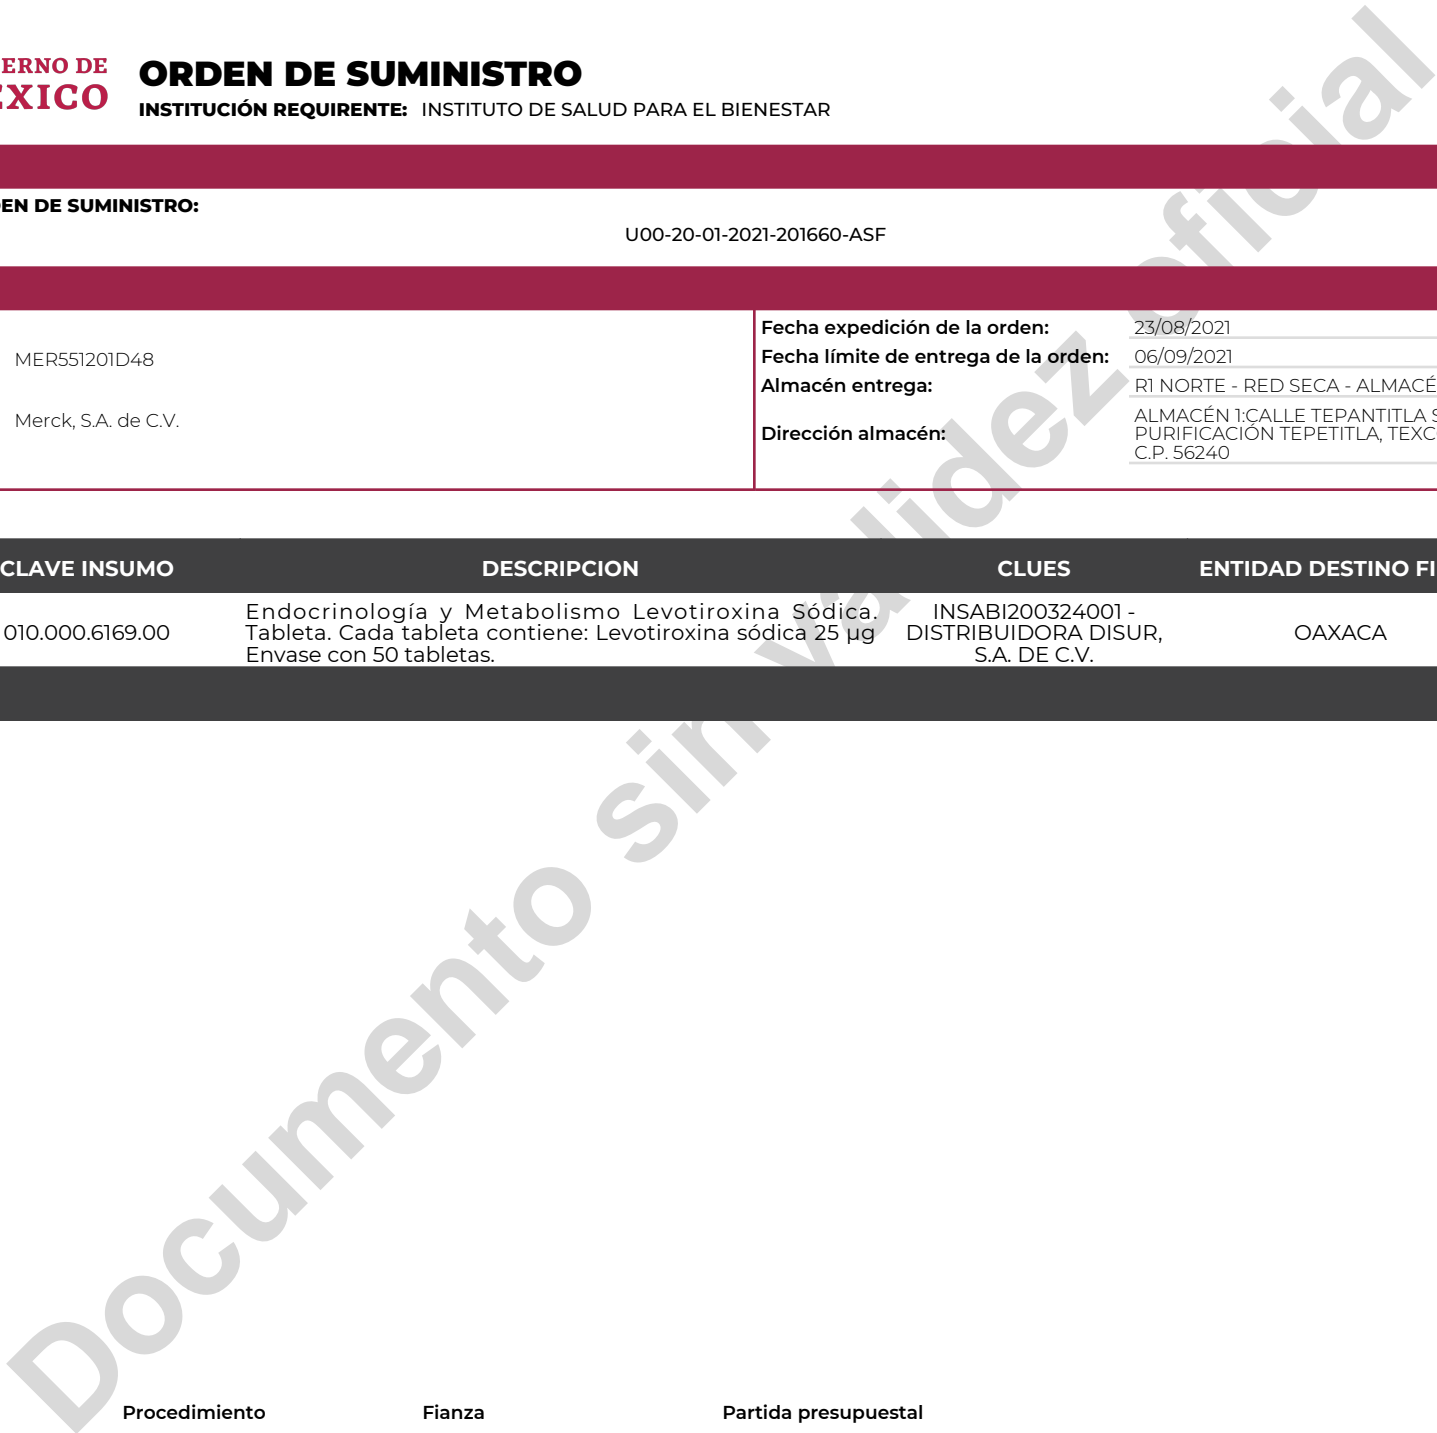 ERNO DE
EXICO
ORDEN DE SUMINISTRO
INSTITUCIÓN REQUIRENTE: INSTITUTO DE SALUD PARA EL BIENESTAR
EN DE SUMINISTRO:
U00-20-01-2021-201660-ASF
MER551201D48
Merck, S.A. de C.V.
Fecha expedición de la orden: 23/08/2021
Fecha límite de entrega de la orden: 06/09/2021
Almacén entrega: R1 NORTE - RED SECA - ALMACÉ
Dirección almacén:
ALMACÉN 1:CALLE TEPANTITLA S
PURIFICACIÓN TEPETITLA, TEXC
C.P. 56240
CLAVE INSUMO DESCRIPCION CLUES ENTIDAD DESTINO FI
010.000.6169.00
Endocrinología y Metabolismo Levotiroxina Sódica.
Tableta. Cada tableta contiene: Levotiroxina sódica 25 µg
Envase con 50 tabletas.
INSABI200324001 -
DISTRIBUIDORA DISUR,
S.A. DE C.V.
OAXACA
Documento sin validez oficial
Procedimiento Fianza Partida presupuestal